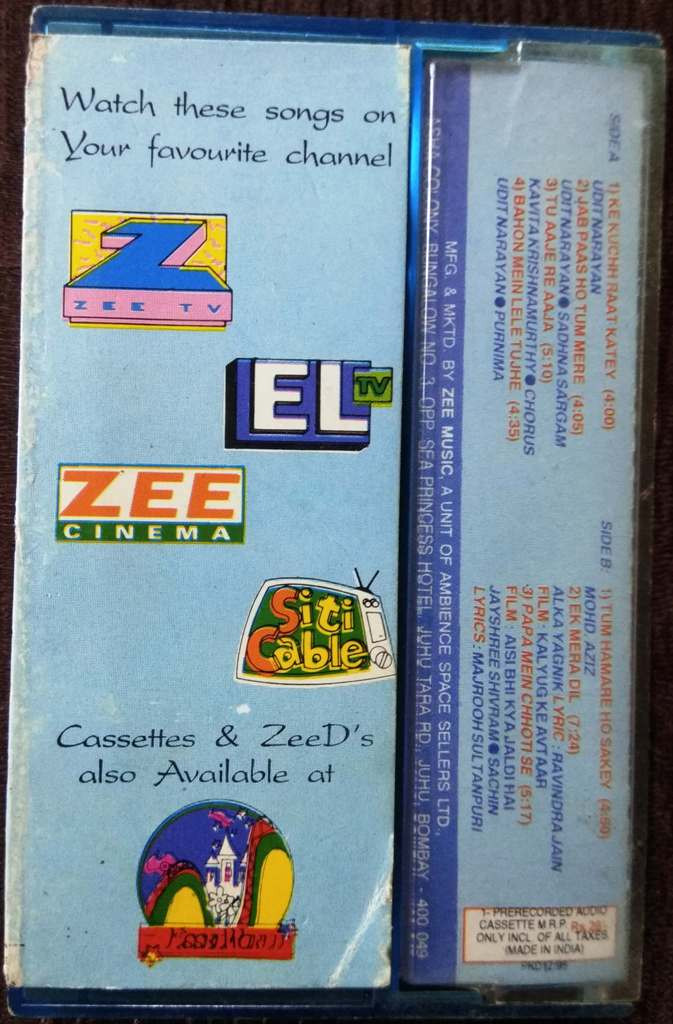 Watch these songs on
Your favourite channel
Z
ZEE TV
EL TV
ZEE
CINEMA
Siti
Cable
Cassettes & ZeeD's
also Available at
ASHA COLONY, BUNGALOW NO. 3 OPP. SEA PRINCESS HOTEL, JUHU TARA RD., JUHU, BOMBAY - 400 049
MFG. & MKTD. BY ZEE MUSIC, A UNIT OF AMBIENCE SPACE SELLERS LTD.,
SIDE A
1) KE KUCHH RAAT KATEY (4:00)
UDIT NARAYAN
2) JAB PAAS HO TUM MERE (4:05)
UDIT NARAYAN ● SADHNA SARGAM
3) TU AAJE RE AAJA (5:10)
KAVITA KRISHNAMURTHY ● CHORUS
4) BAHON MEIN LELE TUJHE (4:35)
UDIT NARAYAN ● PURNIMA
SIDE B:
1) TUM HAMARE HO SAKEY
MOHD. AZIZ
2) EK MERA DIL (7:24)
ALKA YAGNIK LYRIC : RAVINDRA JAIN
FILM : KALYUG KE AVTAAR
3) PAPA MEIN CHHOTI SE (5:17)
FILM : AISI BHI KYA JALDI HAI
JAYSHREE SHIVRAM ● SACHIN
LYRICS : MAJROOH SULTANPURI
1- PRERECORDED AUDIO
CASSETTE M.R.P. Rs.
ONLY INCL. OF ALL TAXES
(MADE IN INDIA)